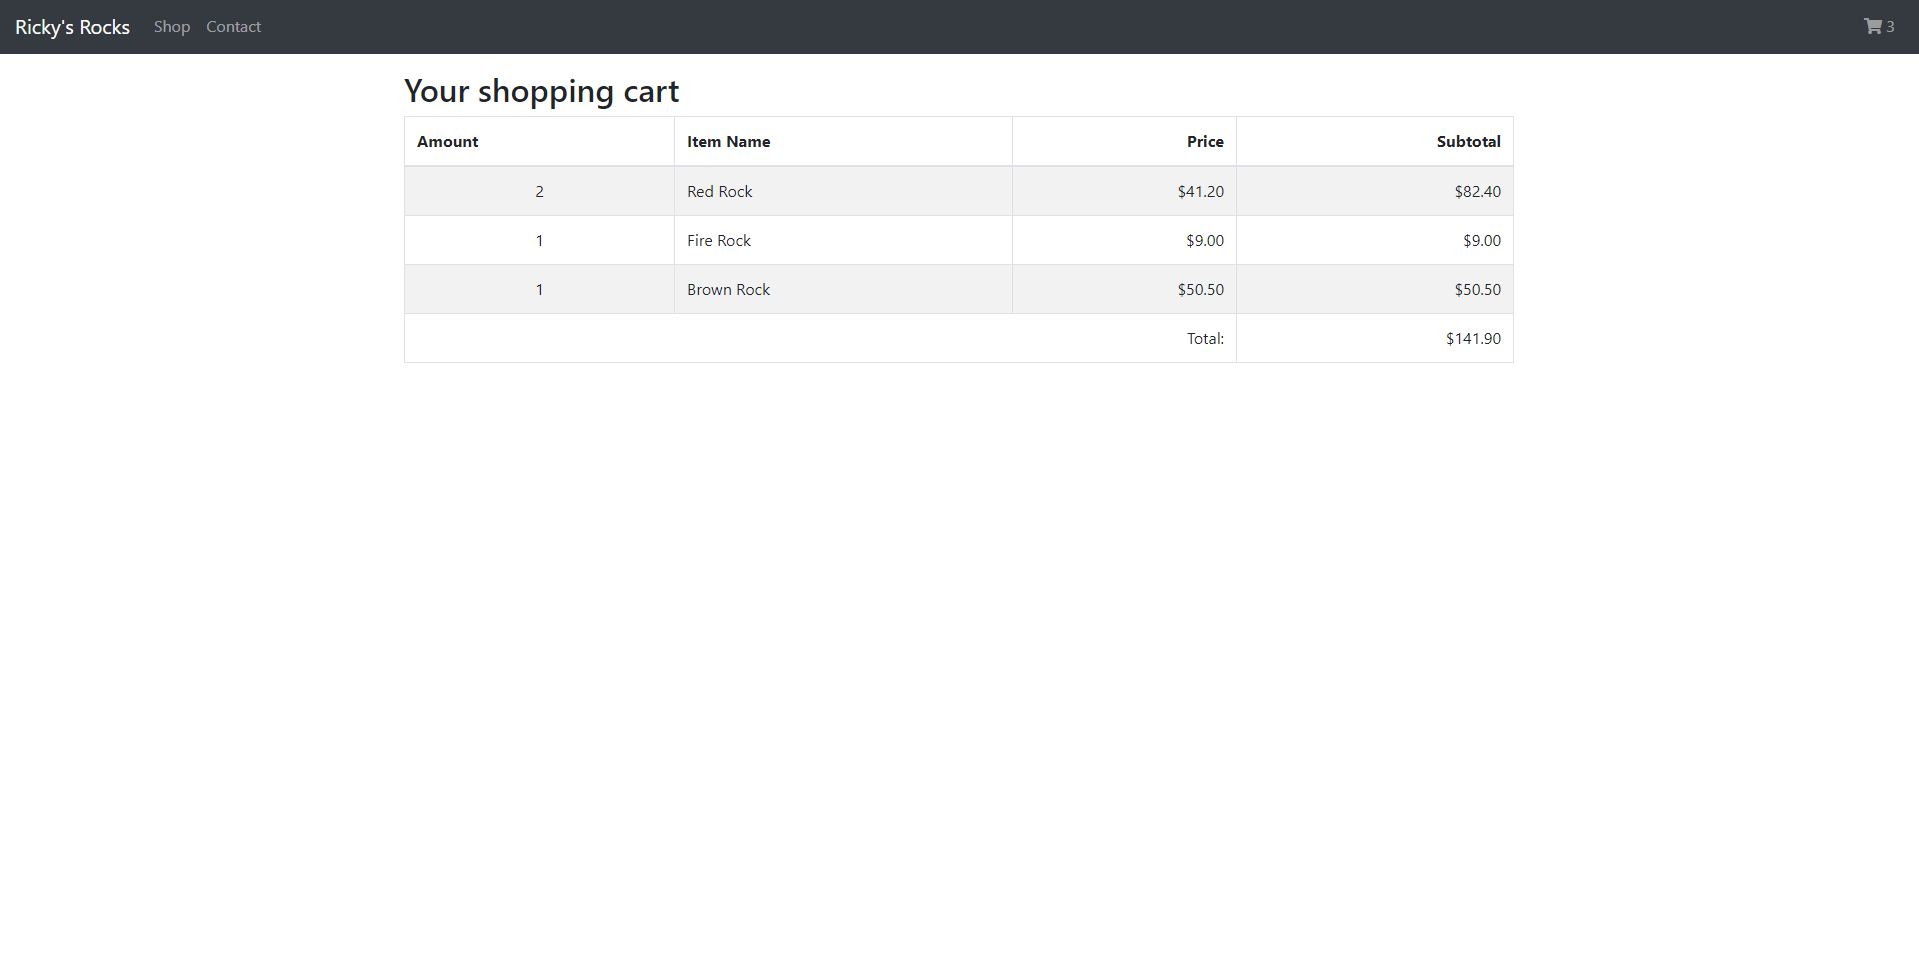 Ricky's Rocks Shop Contact 3
Your shopping cart
Amount Item Name Price Subtotal
2 Red Rock $41.20 $82.40
1 Fire Rock $9.00 $9.00
1 Brown Rock $50.50 $50.50
Total: $141.90